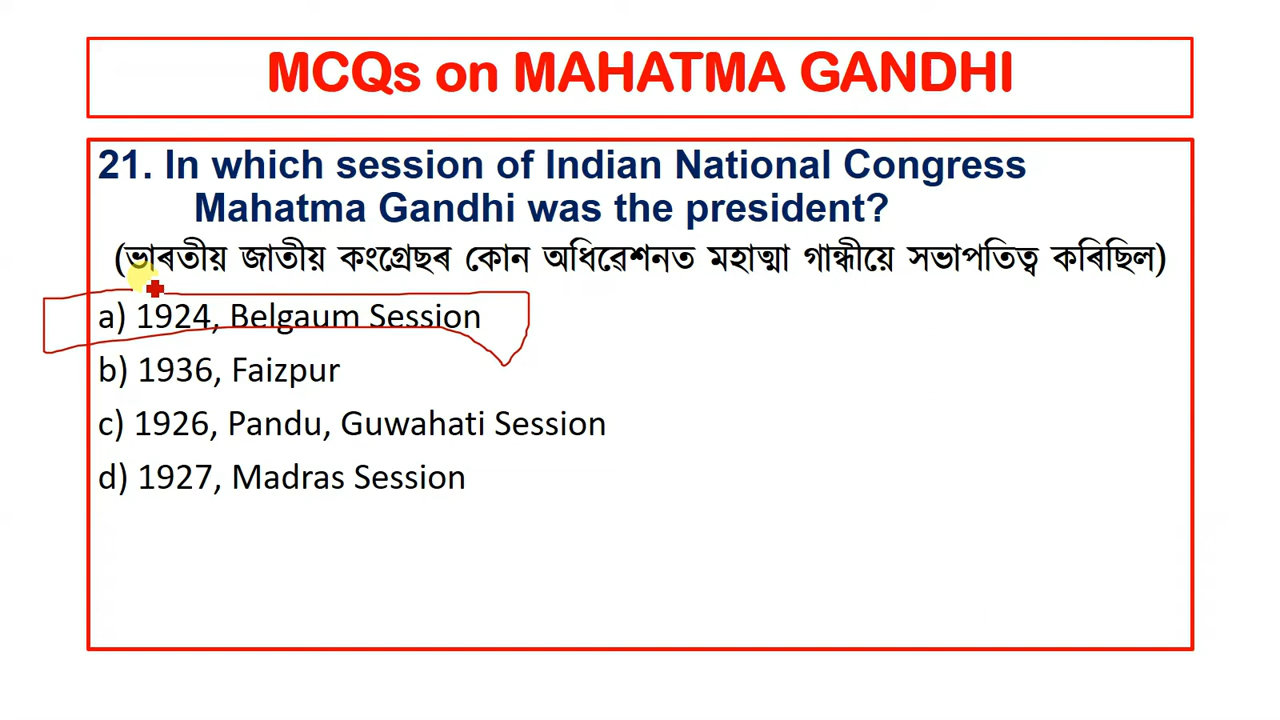 MCQs on MAHATMA GANDHI
21. In which session of Indian National Congress
Mahatma Gandhi was the president?
(ভাৰতীয় জাতীয় কংগ্ৰেছৰ কোন অধিৱেশনত মহাত্মা গান্ধীয়ে সভাপতিত্ব কৰিছিল)
a) 1924, Belgaum Session
b) 1936, Faizpur
c) 1926, Pandu, Guwahati Session
d) 1927, Madras Session